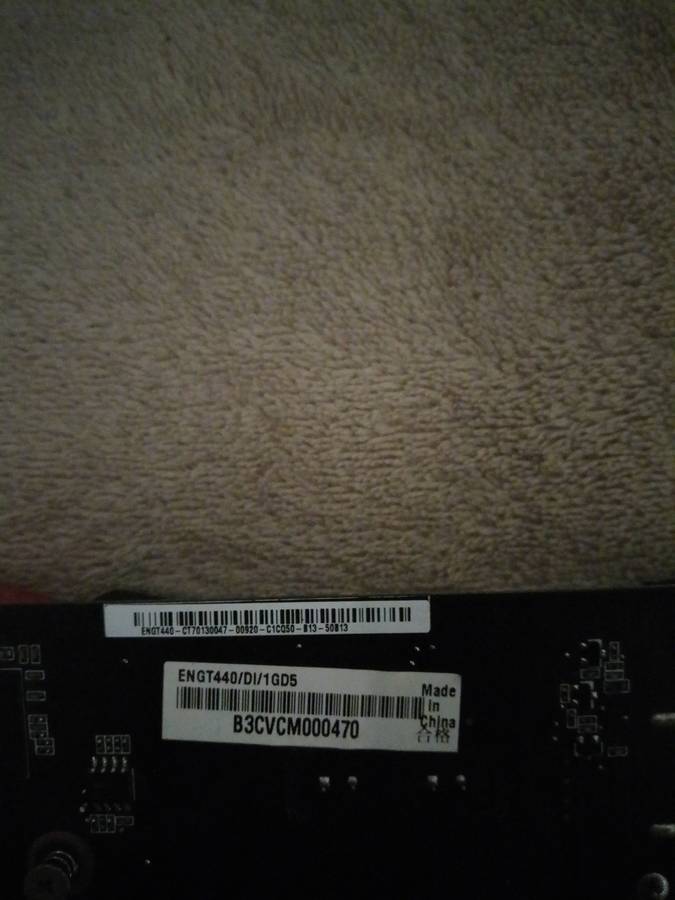 ENGT440-CT70130047-00920-C1CQ50-B13-50B13
ENGT440/DI/1GD5
B3CVCM000470
Made
in
China
合格